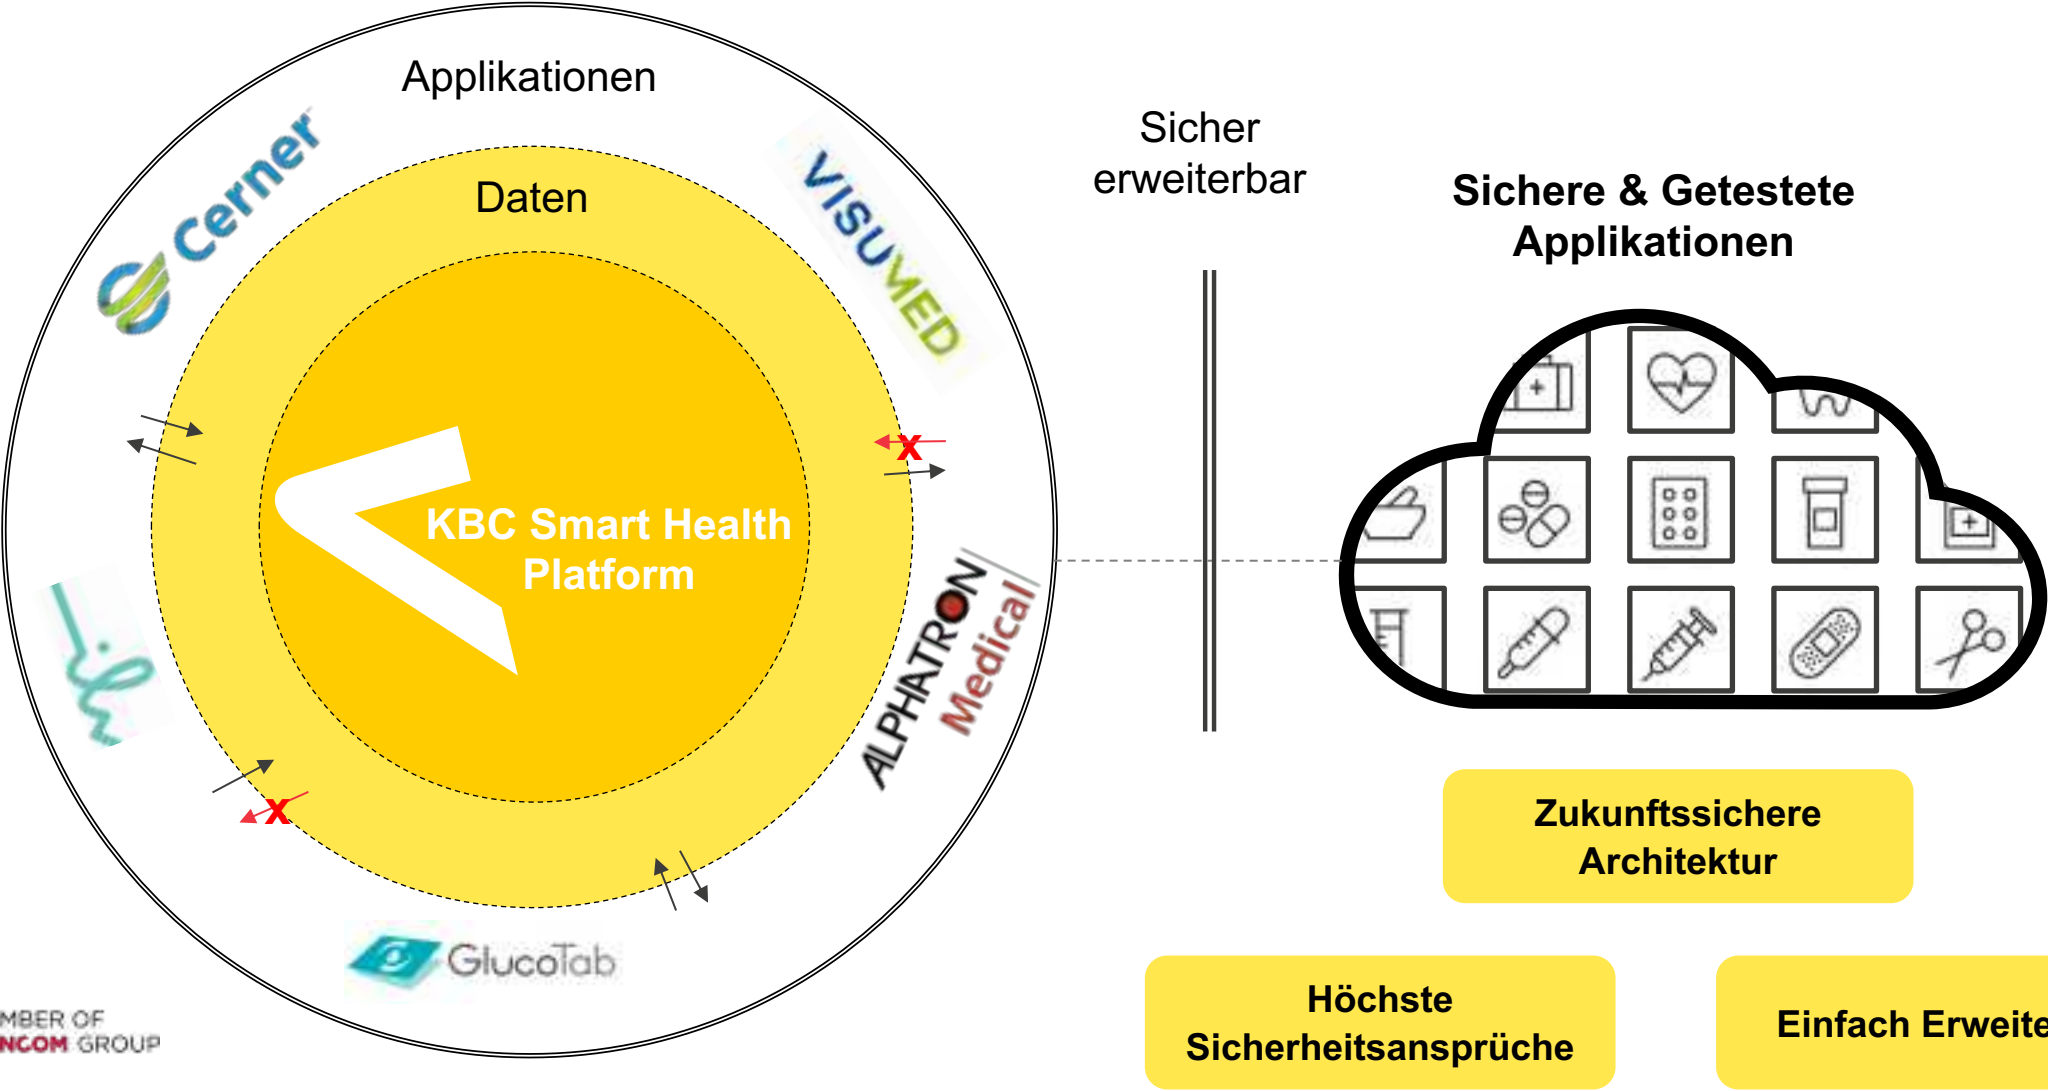 Applikationen
Cerner
VISUMED
Daten
Sicher
erweiterbar
Sichere & Getestete
Applikationen
X
KBC Smart Health
Platform
ALPHATRON
Medical
X
GlucoTab
Zukunftssichere
Architektur
Höchste
Sicherheitsansprüche
Einfach Erweite
MBER OF
NCOM GROUP